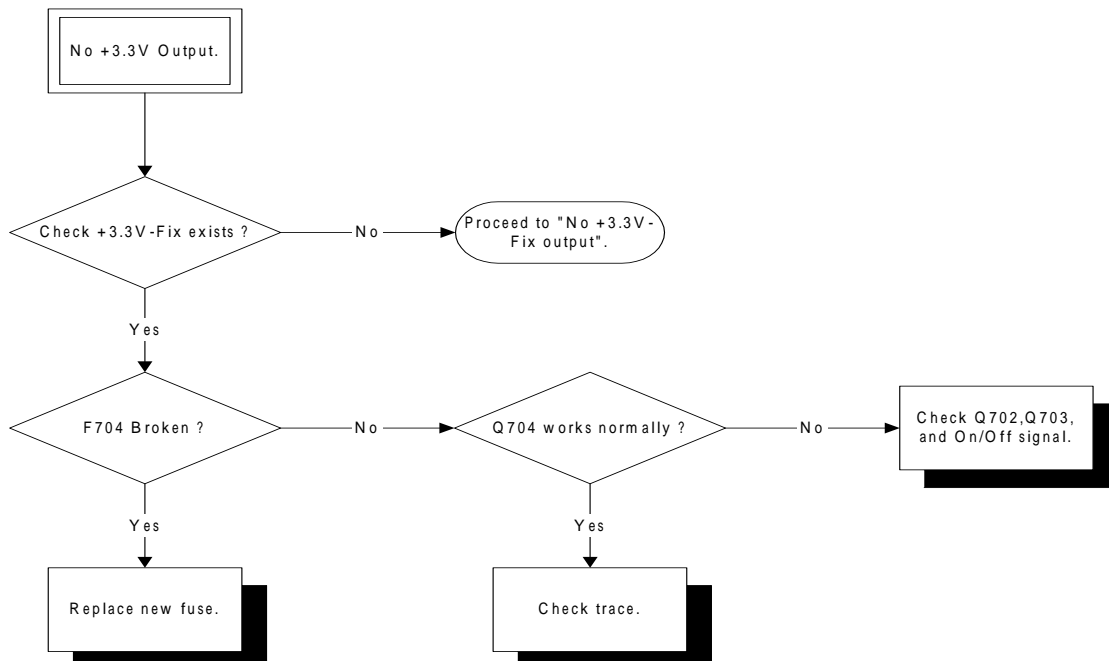 No +3.3V Output.
Check +3.3V-Fix exists ?
No
Proceed to "No +3.3V-
Fix output".
Yes
F704 Broken ?
No
Q704 works normally ?
No
Check Q702,Q703,
and On/Off signal.
Yes
Yes
Replace new fuse.
Check trace.